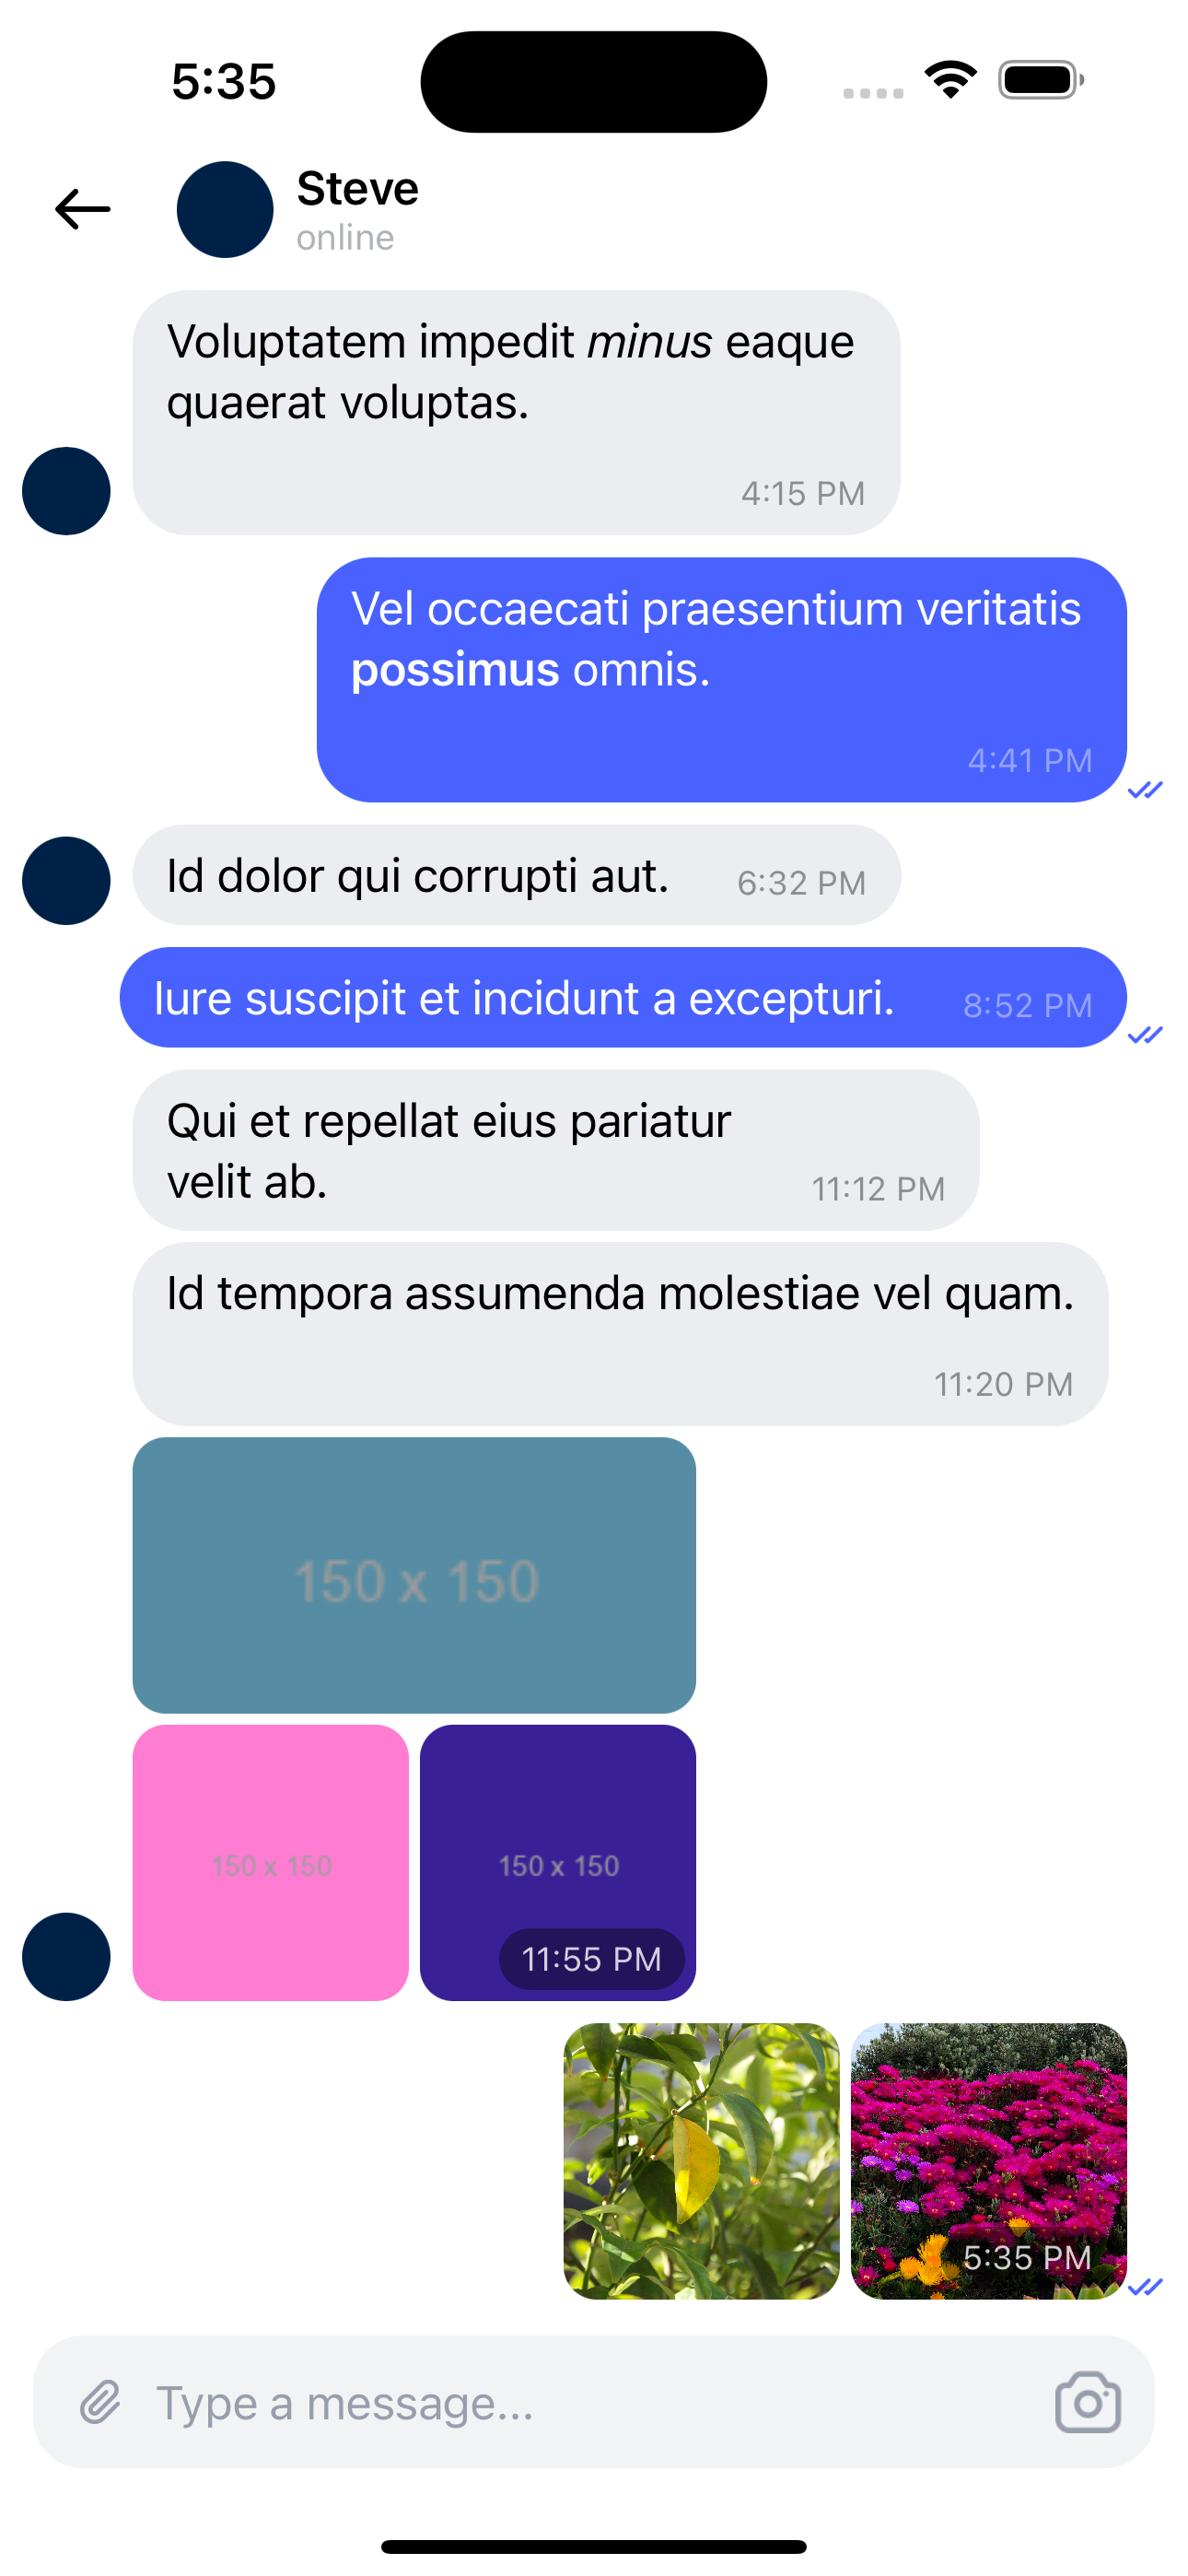 5:35
Steve
online
Voluptatem impedit minus eaque
quaerat voluptas.
4:15 PM
Vel occaecati praesentium veritatis
possimus omnis.
4:41 PM
Id dolor qui corrupti aut. 6:32 PM
Iure suscipit et incidunt a excepturi. 8:52 PM
Qui et repellat eius pariatur
velit ab. 11:12 PM
Id tempora assumenda molestiae vel quam.
11:20 PM
150 x 150
150 x 150 150 x 150
11:55 PM
5:35 PM
Type a message...